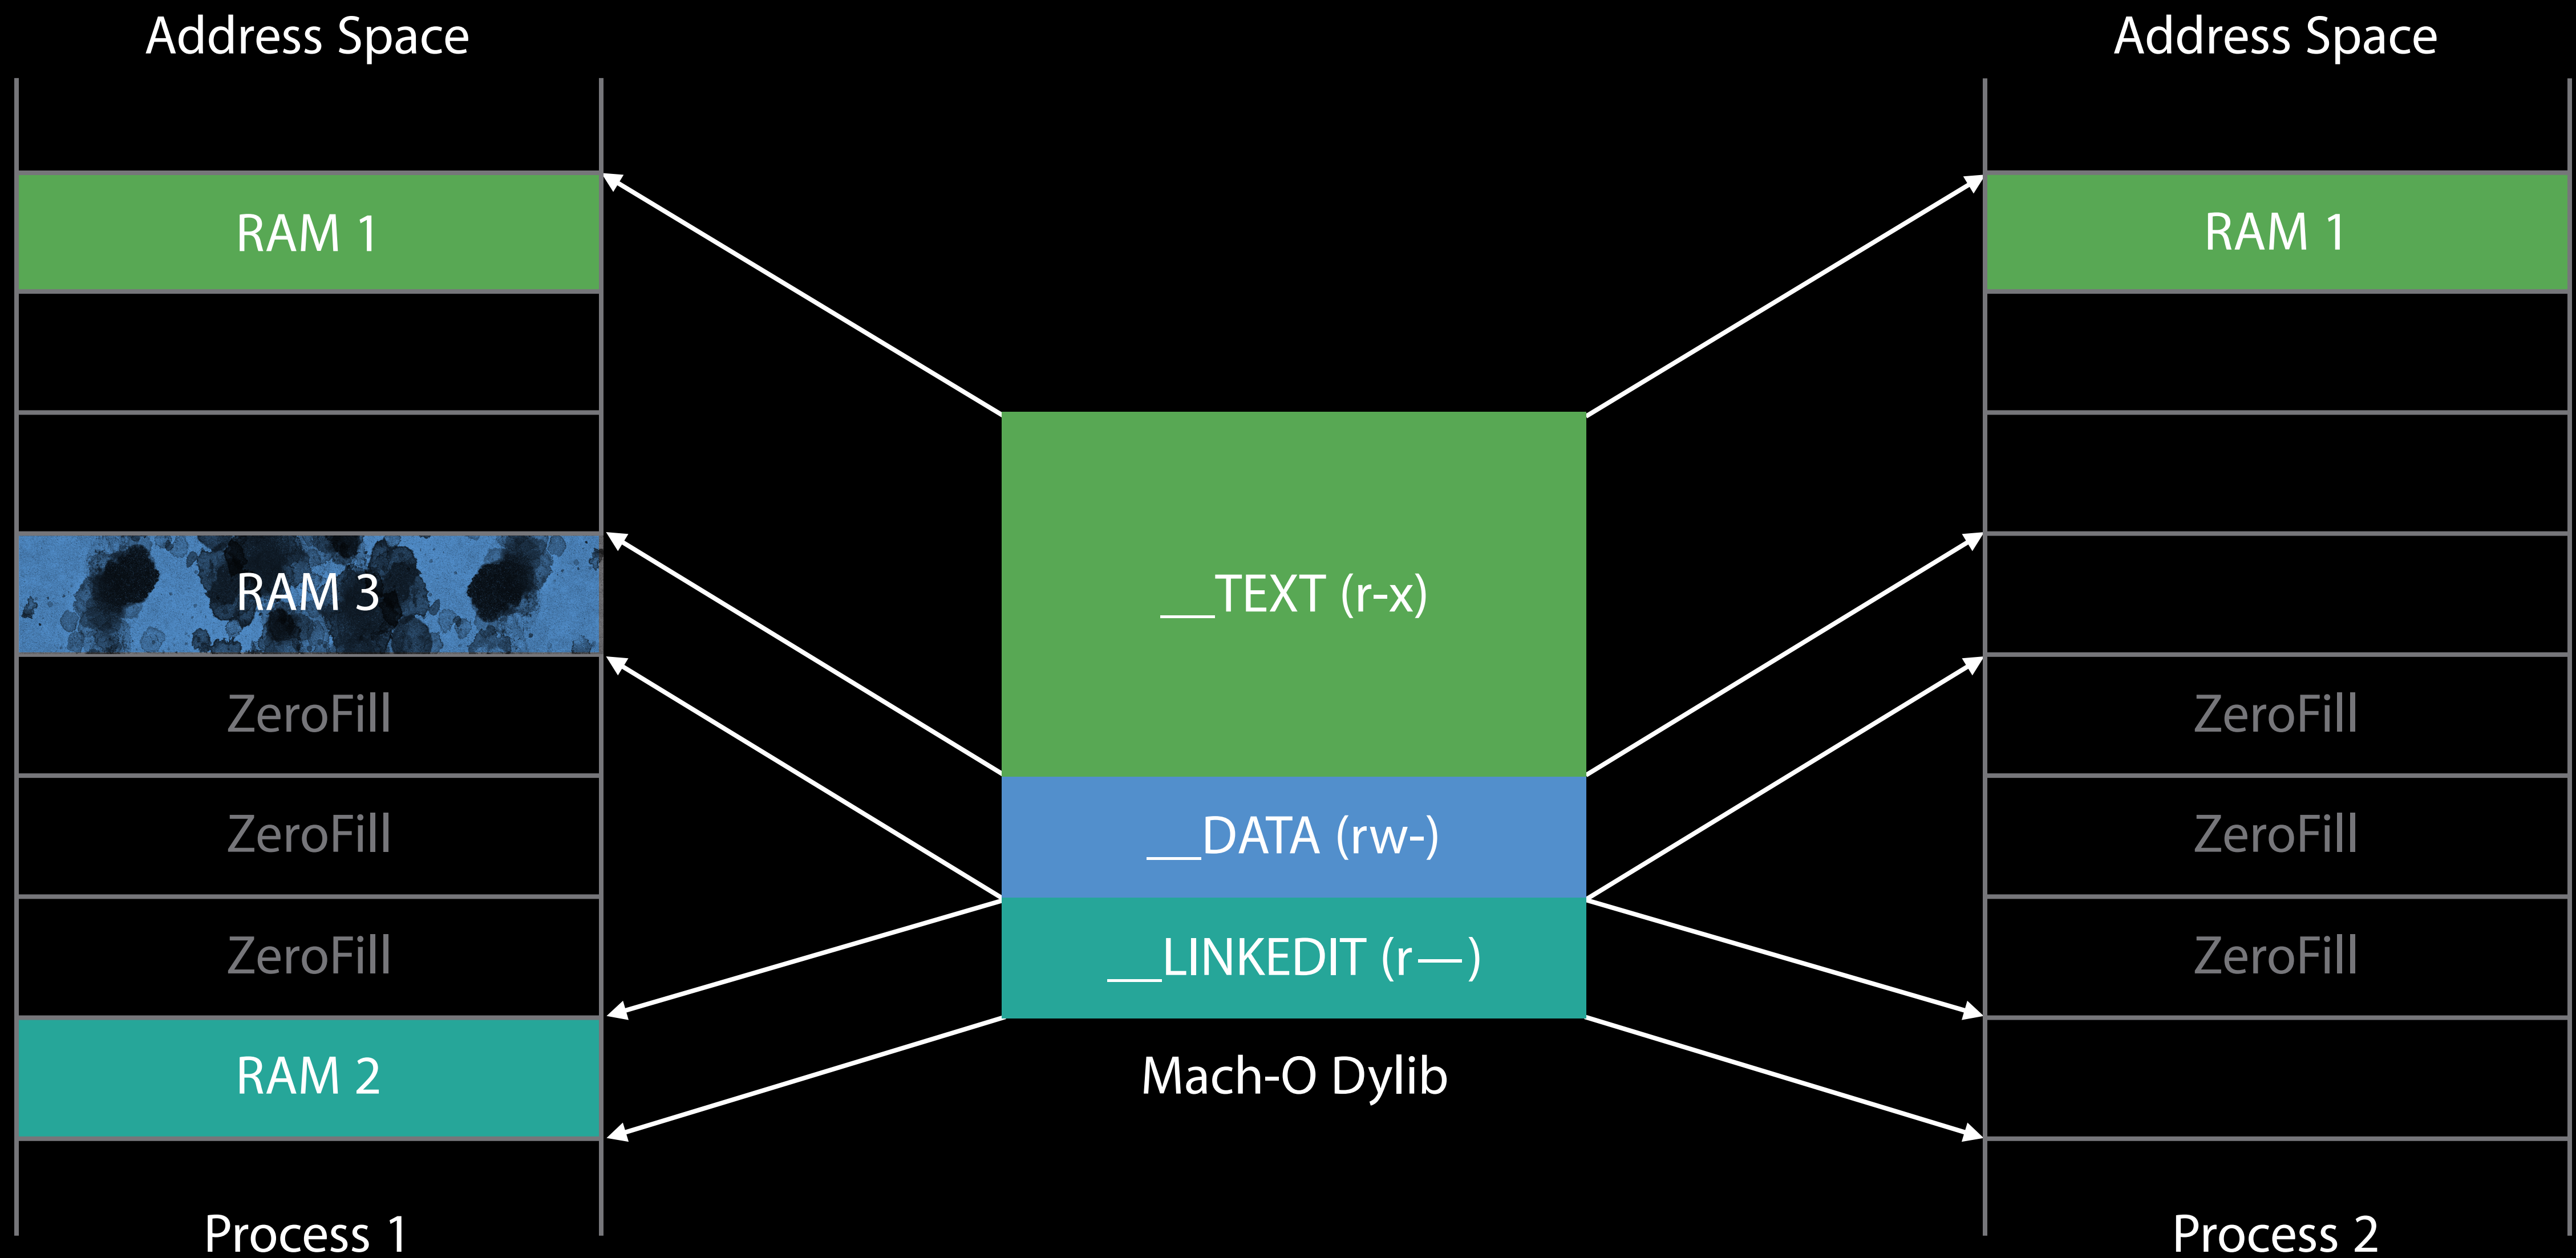 Address Space
Address Space
RAM 1
RAM 1
RAM 3
__TEXT (r-x)
ZeroFill
ZeroFill
ZeroFill
__DATA (rw-)
ZeroFill
ZeroFill
__LINKEDIT (r—)
ZeroFill
RAM 2
Mach-O Dylib
Process 1
Process 2